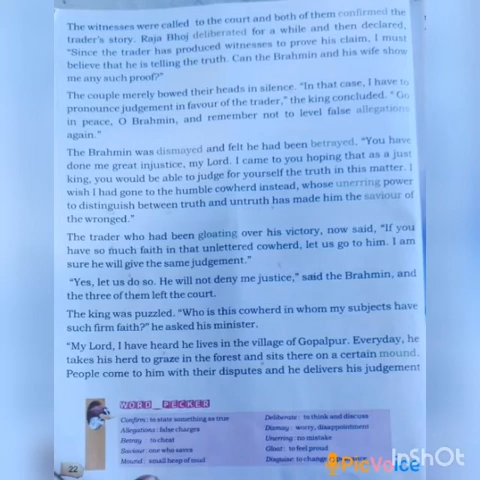 The witnesses were called to the court and both of them confirmed the
trader's story. Raja Bhoj deliberated for a while and then declared,
"Since the trader has produced witnesses to prove his claim, I must
believe that he is telling the truth. Can the Brahmin and his wife show
me any such proof?"
The couple merely bowed their heads in silence. "In that case, I have to
pronounce judgement in favour of the trader," the king concluded. "Go
in peace, O Brahmin, and remember not to level false allegations
again."
The Brahmin was dismayed and felt he had been betrayed. "You have
done me great injustice, my Lord. I came to you hoping that as a just
king, you would be able to judge for yourself the truth in this matter. I
wish I had gone to the humble cowherd instead, whose unerring power
to distinguish between truth and untruth has made him the saviour of
the wronged."
The trader who had been gloating over his victory, now said, "If you
have so much faith in that unlettered cowherd, let us go to him. I am
sure he will give the same judgement."
"Yes, let us do so. He will not deny me justice," said the Brahmin, and
the three of them left the court.
The king was puzzled. "Who is this cowherd in whom my subjects have
such firm faith?" he asked his minister.
"My Lord, I have heard he lives in the village of Gopalpur. Everyday, he
takes his herd to graze in the forest and sits there on a certain mound.
People come to him with their disputes and he delivers his judgement
WORD PECKER
Confirm : to state something as true
Deliberate : to think and discuss
Allegations : false charges
Dismay : worry, disappointment
Betray : to cheat
Unerring : no mistake
Saviour : one who saves
Gloat : to feel proud
Mound : small heap of mud
Disguise: to change
22
PicVoice
InShOt